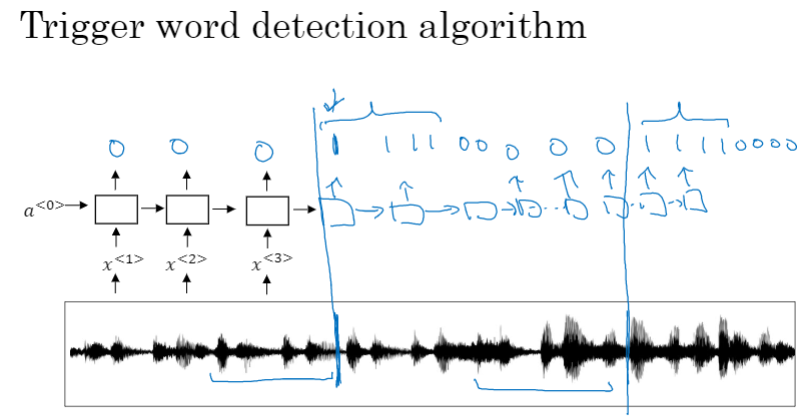 Trigger word detection algorithm
0 0 0 1 1 1 1 0 0 0 0 0 1 1 1 1 0 0 0 0
a<0>
x<1> x<2> x<3>